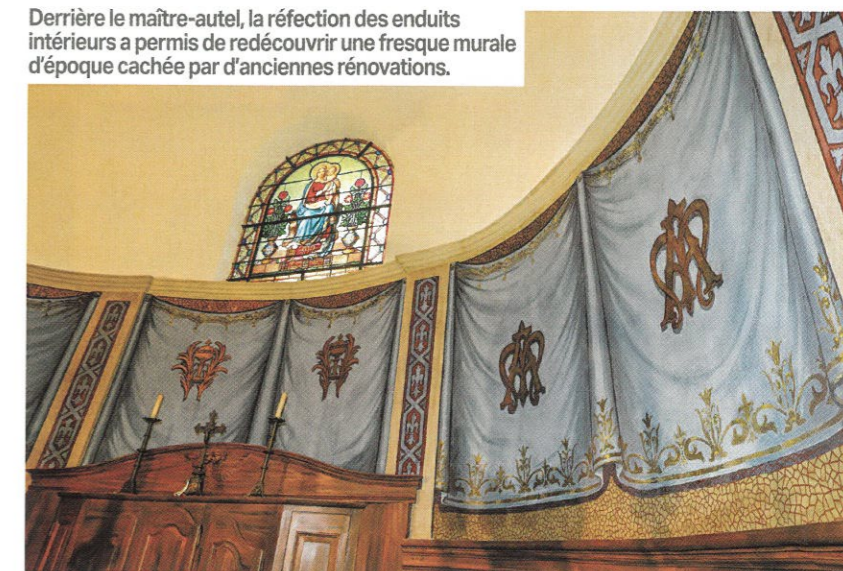 Derrière le maître-autel, la réfection des enduits
intérieurs a permis de redécouvrir une fresque murale
d'époque cachée par d'anciennes rénovations.